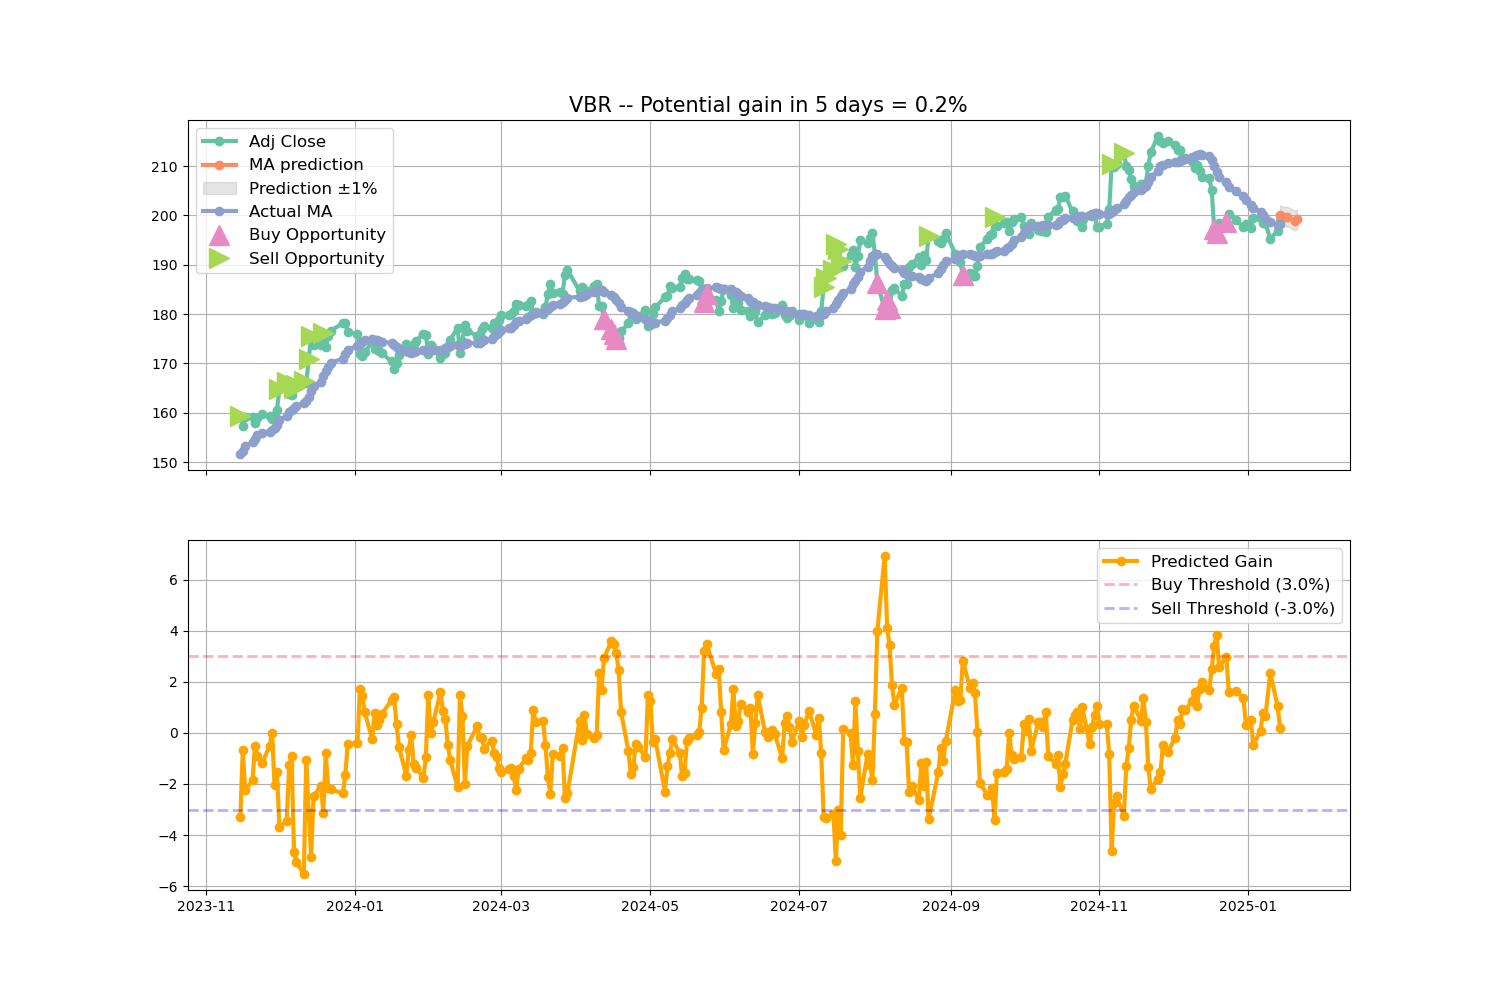 VBR -- Potential gain in 5 days = 0.2%
Adj Close
MA prediction
Prediction ±1%
Actual MA
Buy Opportunity
Sell Opportunity
210
200
190
180
170
160
150
Predicted Gain
Buy Threshold (3.0%)
Sell Threshold (-3.0%)
6
4
2
0
−2
−4
−6
2023-11
2024-01
2024-03
2024-05
2024-07
2024-09
2024-11
2025-01